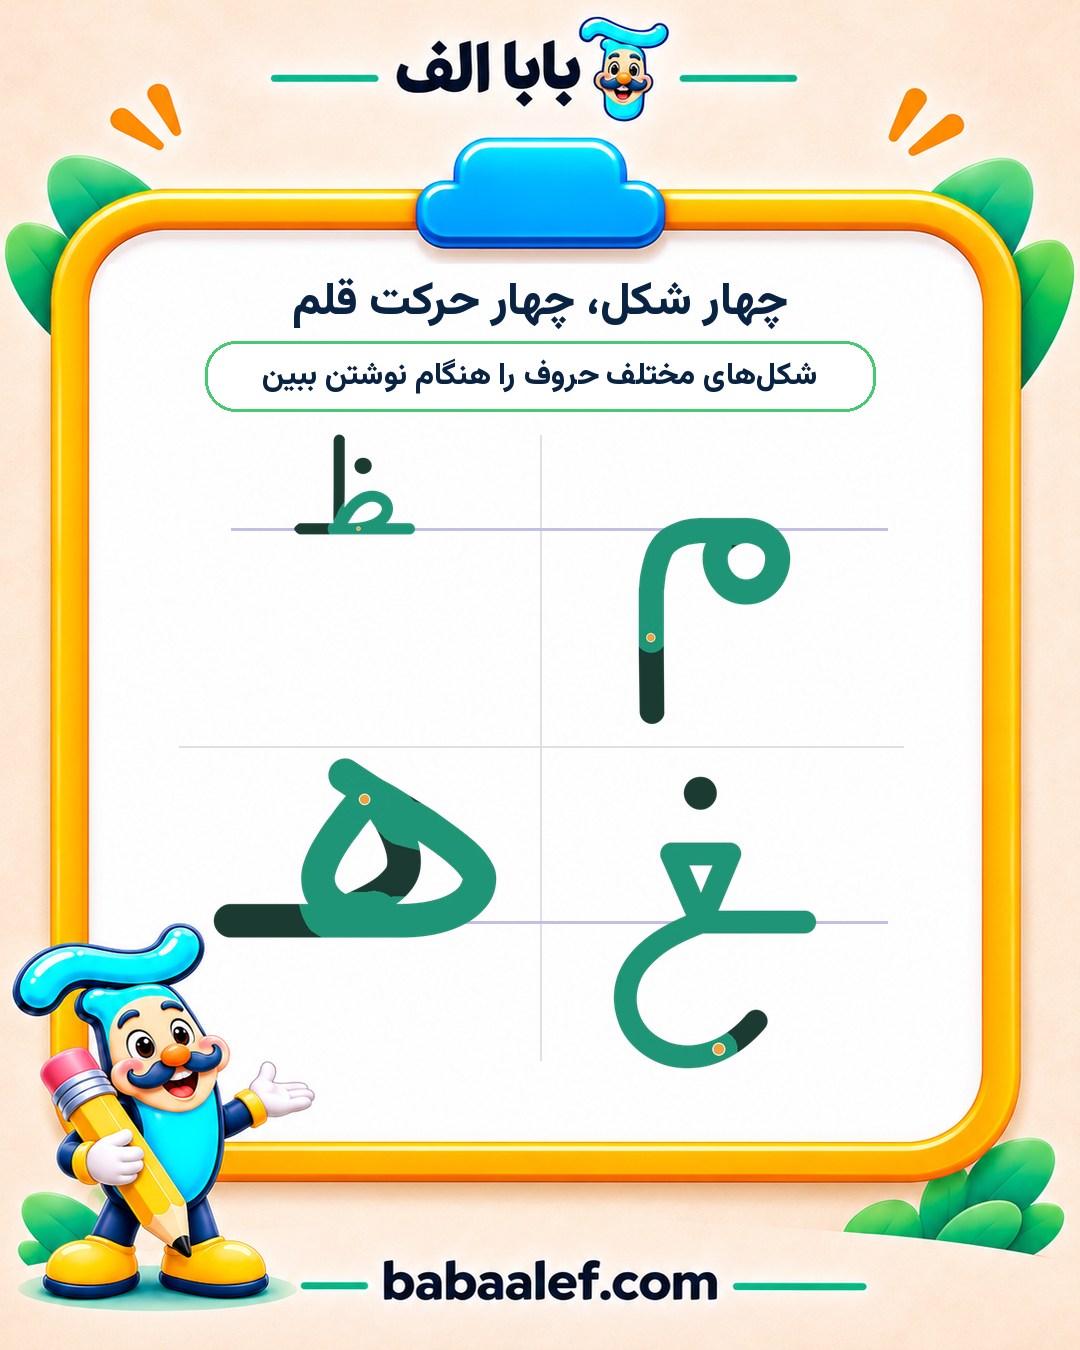 بابا الف
چهار شکل، چهار حرکت قلم
شکل‌های مختلف حروف را هنگام نوشتن ببین
م ظ
غ ه
babaalef.com